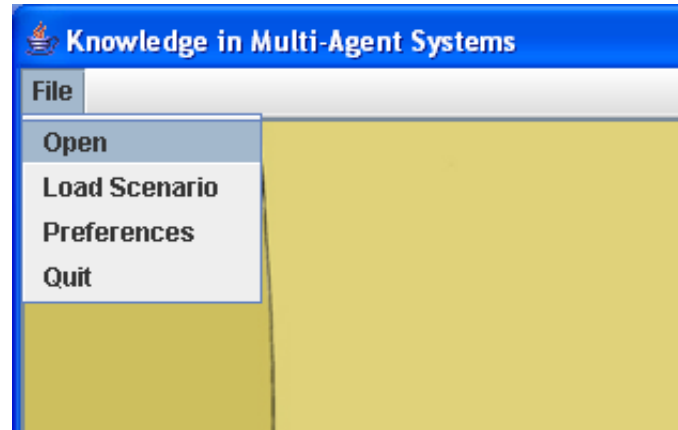 Knowledge in Multi-Agent Systems
File
Open
Load Scenario
Preferences
Quit